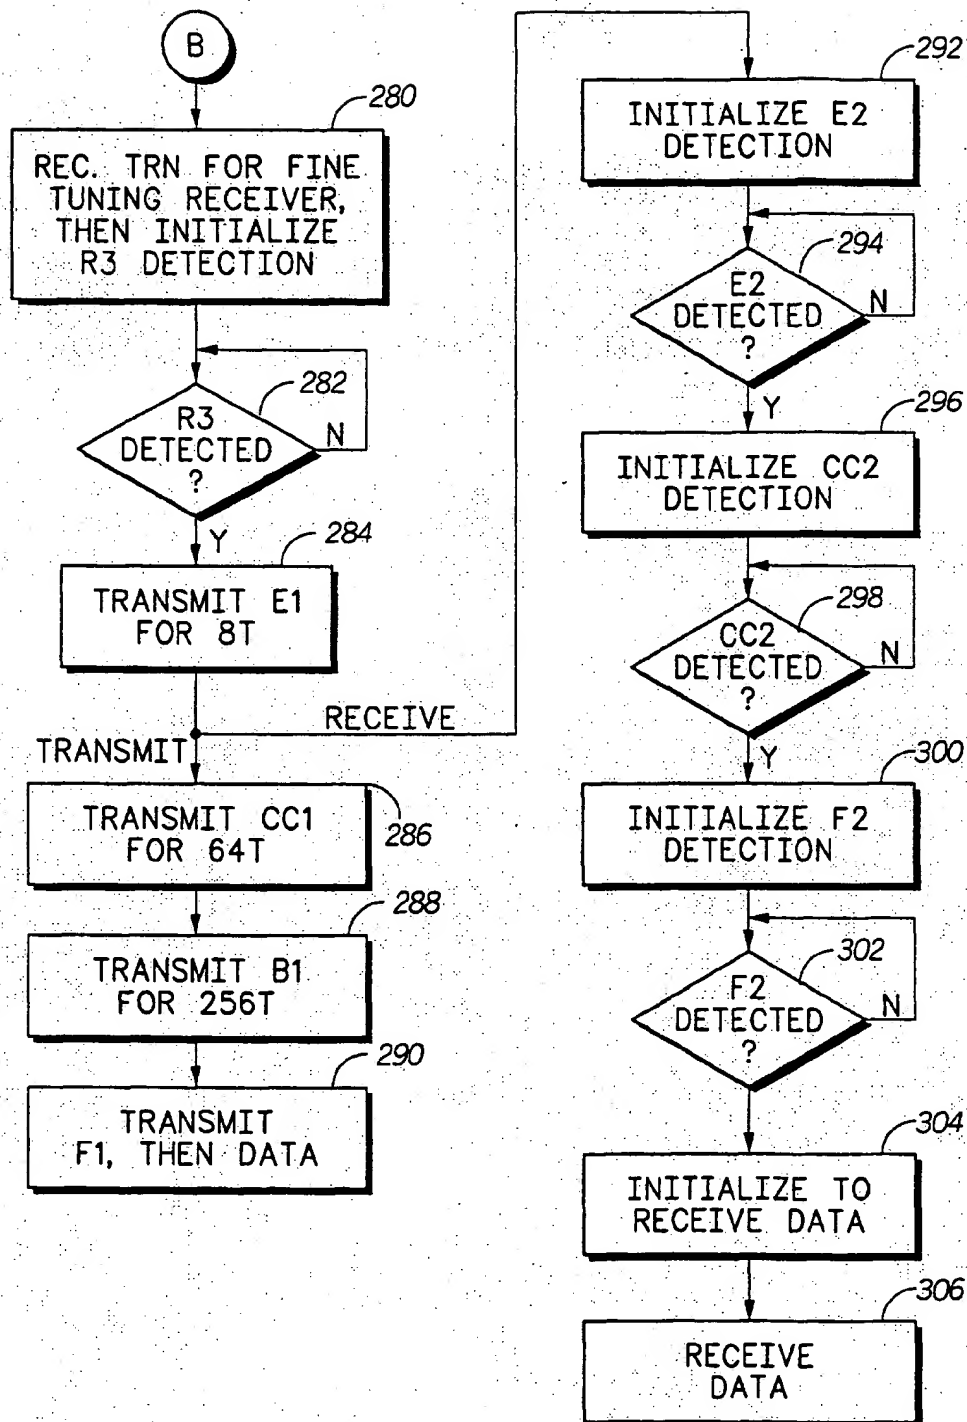 B
280
REC. TRN FOR FINE
TUNING RECEIVER,
THEN INITIALIZE
R3 DETECTION
282
R3
DETECTED
?
N
Y
284
TRANSMIT E1
FOR 8T
RECEIVE
TRANSMIT
TRANSMIT CC1
FOR 64T
286
288
TRANSMIT B1
FOR 256T
290
TRANSMIT
F1, THEN DATA
292
INITIALIZE E2
DETECTION
294
E2
DETECTED
?
N
Y
296
INITIALIZE CC2
DETECTION
298
CC2
DETECTED
?
N
Y
300
INITIALIZE F2
DETECTION
302
F2
DETECTED
?
N
304
INITIALIZE TO
RECEIVE DATA
306
RECEIVE
DATA